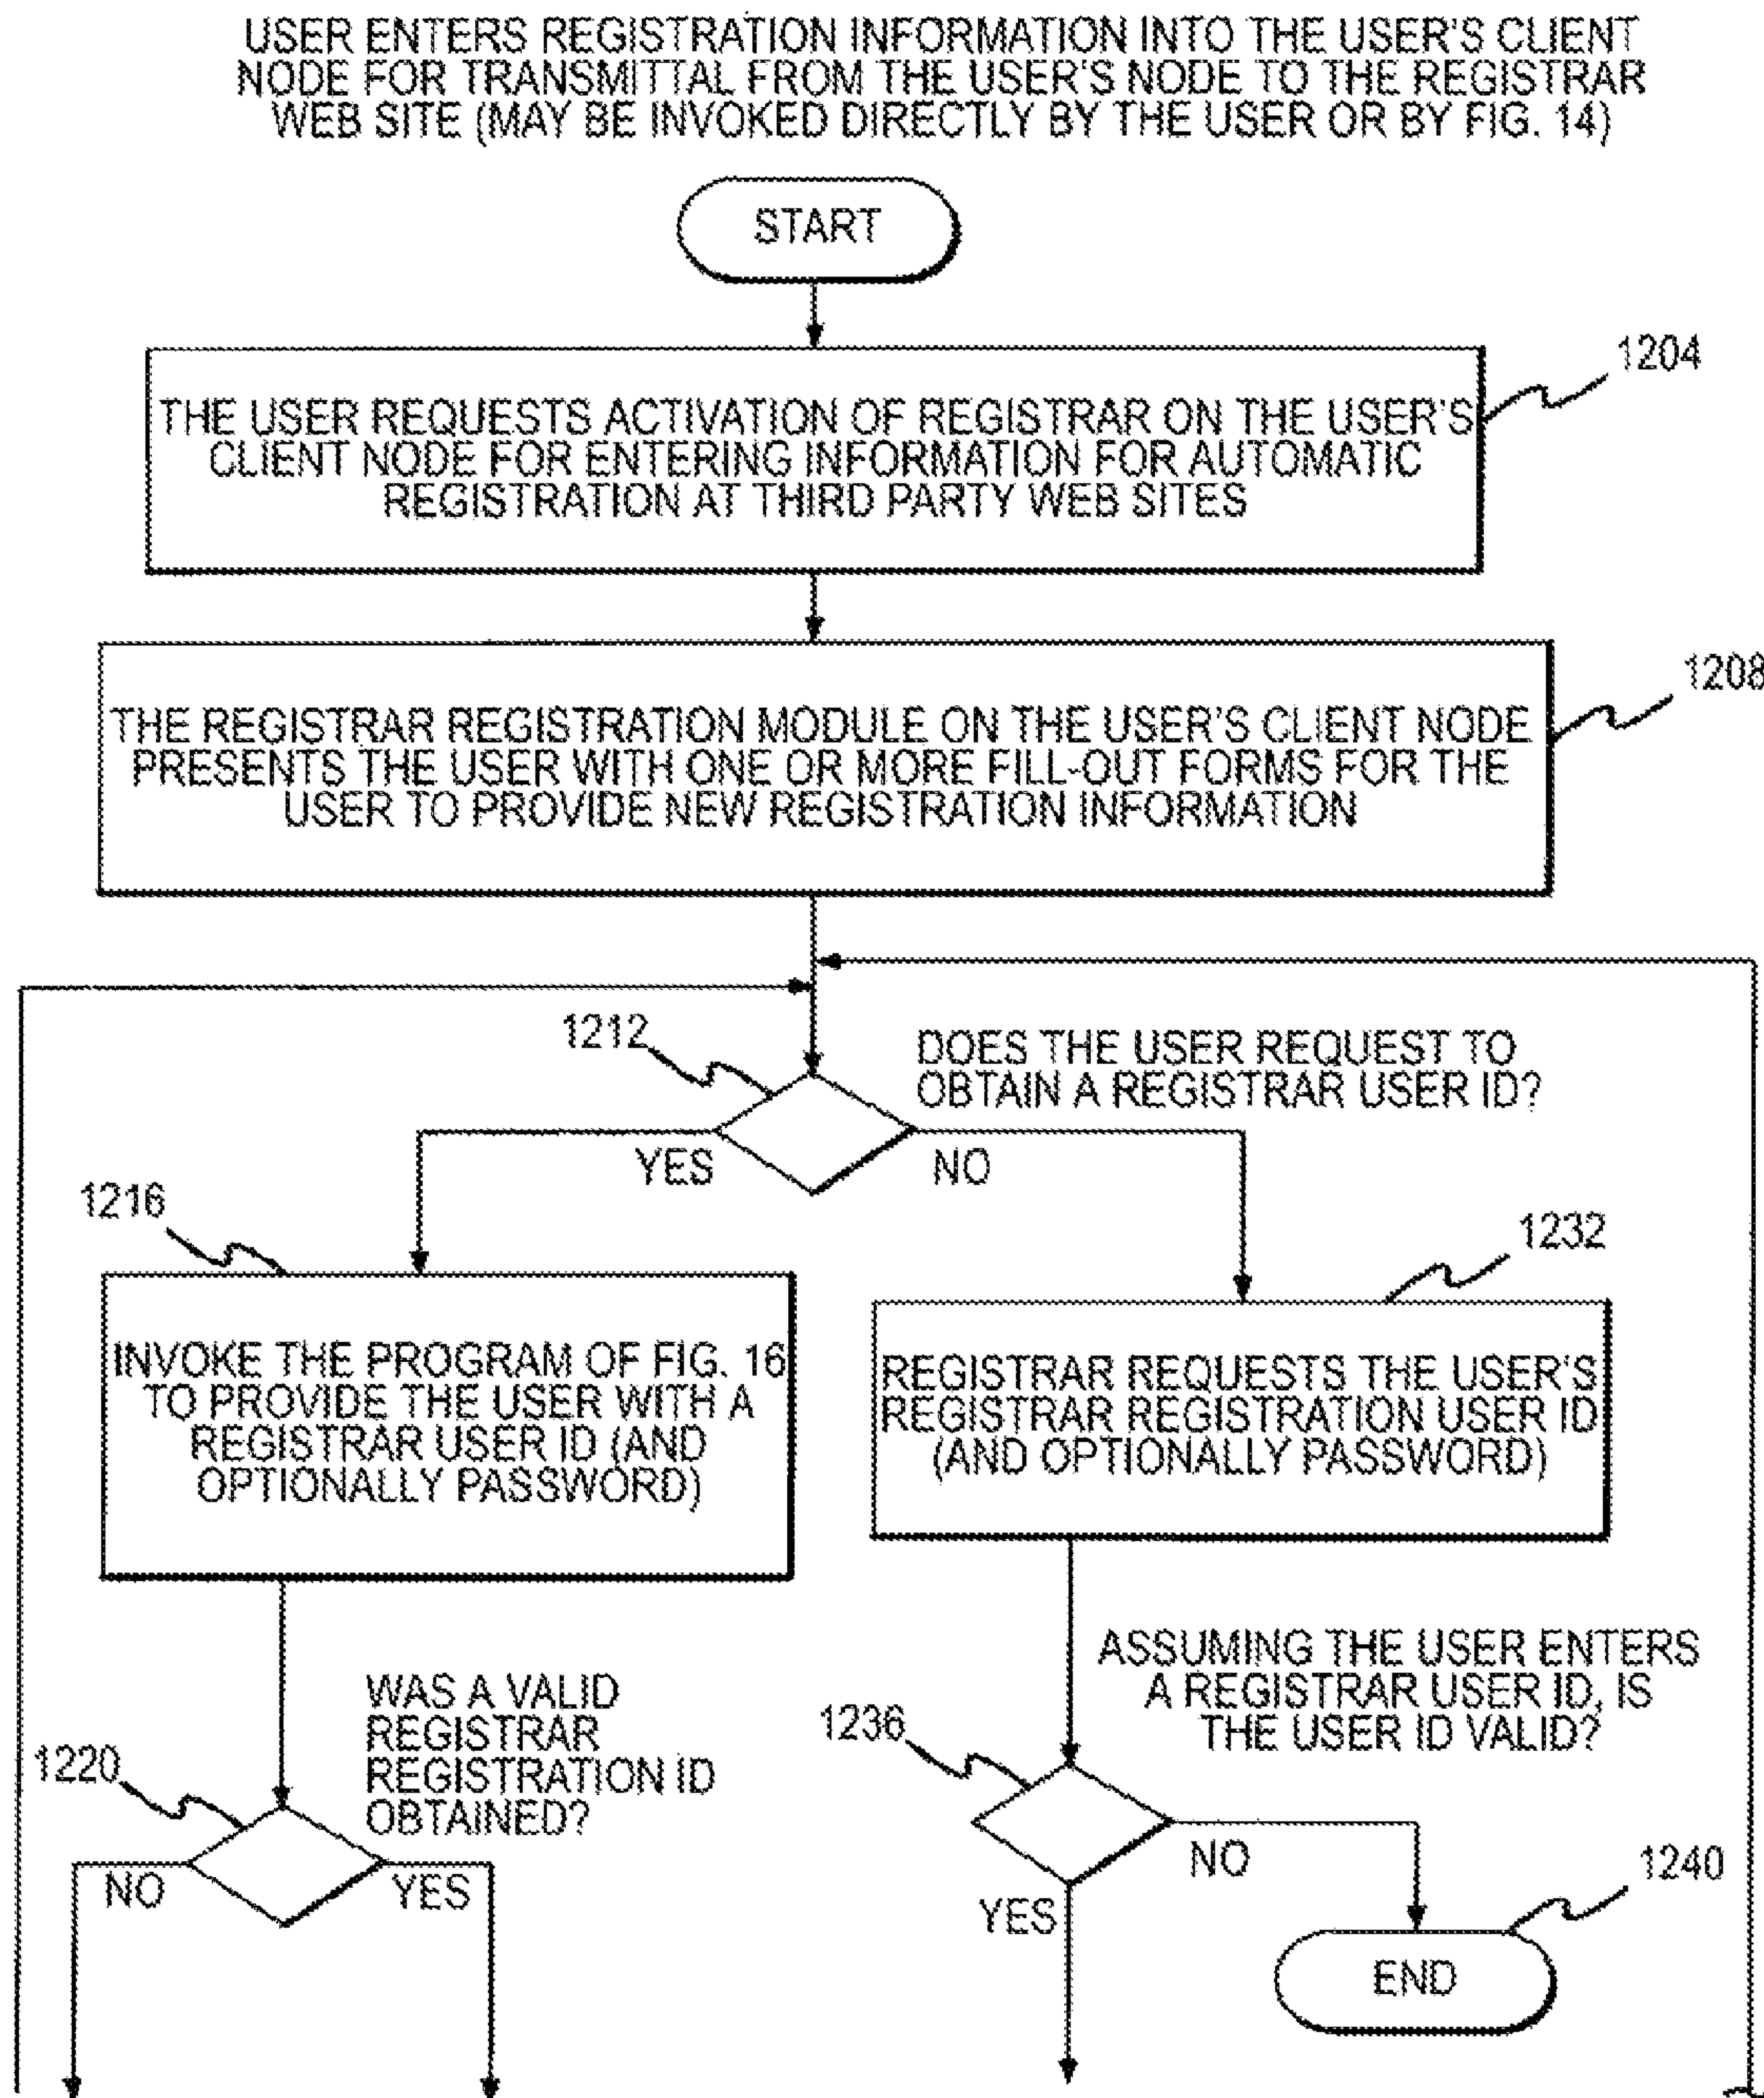 USER ENTERS REGISTRATION INFORMATION INTO THE USER'S CLIENT
NODE FOR TRANSMITTAL FROM THE USER'S NODE TO THE REGISTRAR
WEB SITE (MAY BE INVOKED DIRECTLY BY THE USER OR BY FIG. 14)
START
1204
THE USER REQUESTS ACTIVATION OF REGISTRAR ON THE USER'S
CLIENT NODE FOR ENTERING INFORMATION FOR AUTOMATIC
REGISTRATION AT THIRD PARTY WEB SITES
1208
THE REGISTRAR REGISTRATION MODULE ON THE USER'S CLIENT NODE
PRESENTS THE USER WITH ONE OR MORE FILL-OUT FORMS FOR THE
USER TO PROVIDE NEW REGISTRATION INFORMATION
1212
DOES THE USER REQUEST TO
OBTAIN A REGISTRAR USER ID?
YES
NO
1216
INVOKE THE PROGRAM OF FIG. 16
TO PROVIDE THE USER WITH A
REGISTRAR USER ID (AND
OPTIONALLY PASSWORD)
1232
REGISTRAR REQUESTS THE USER'S
REGISTRAR REGISTRATION USER ID
(AND OPTIONALLY PASSWORD)
WAS A VALID
REGISTRAR
REGISTRATION ID
OBTAINED?
1220
NO
YES
ASSUMING THE USER ENTERS
A REGISTRAR USER ID, IS
THE USER ID VALID?
1236
NO
YES
1240
END